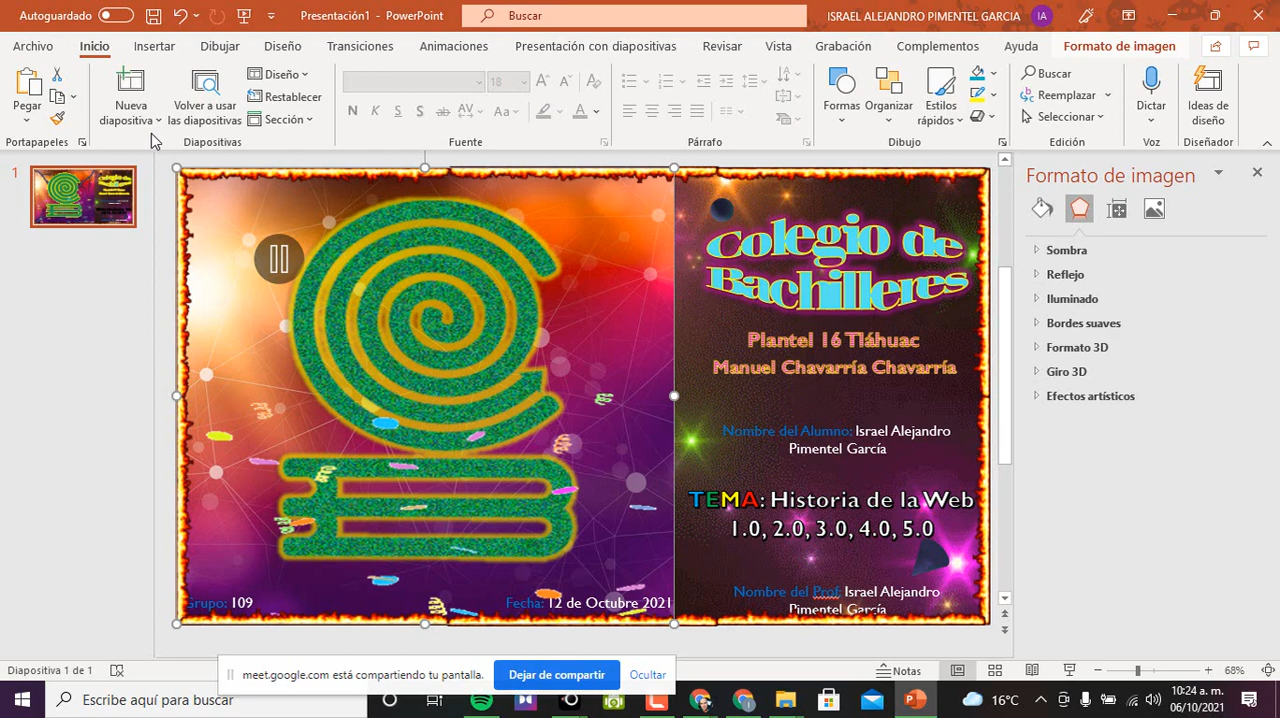 Autoguardado Presentación1 - PowerPoint Buscar ISRAEL ALEJANDRO PIMENTEL GARCIA IA
Archivo Inicio Insertar Dibujar Diseño Transiciones Animaciones Presentación con diapositivas Revisar Vista Grabación Complementos Ayuda Formato de imagen
Pegar
Nueva diapositiva
Volver a usar las diapositivas
Diseño
Restablecer
Sección
18
N K S S ab AV Aa A
Formas Organizar Estilos rápidos
Buscar
Reemplazar
Seleccionar
Dictar
Ideas de diseño
Portapapeles Diapositivas Fuente Párrafo Dibujo Edición Voz Diseñador
1
Colegio de
Bachilleres
Plantel 16 Tláhuac
Manuel Chavarría Chavarría
Nombre del Alumno: Israel Alejandro
Pimentel García
TEMA: Historia de la Web
1.0, 2.0, 3.0, 4.0, 5.0
Nombre del Prof: Israel Alejandro
Pimentel García
Grupo: 109 Fecha: 12 de Octubre 2021
Formato de imagen
Sombra
Reflejo
Iluminado
Bordes suaves
Formato 3D
Giro 3D
Efectos artísticos
Diapositiva 1 de 1 Notas 68%
meet.google.com está compartiendo tu pantalla. Dejar de compartir Ocultar
Escribe aquí para buscar 16°C 10:24 a. m.
06/10/2021